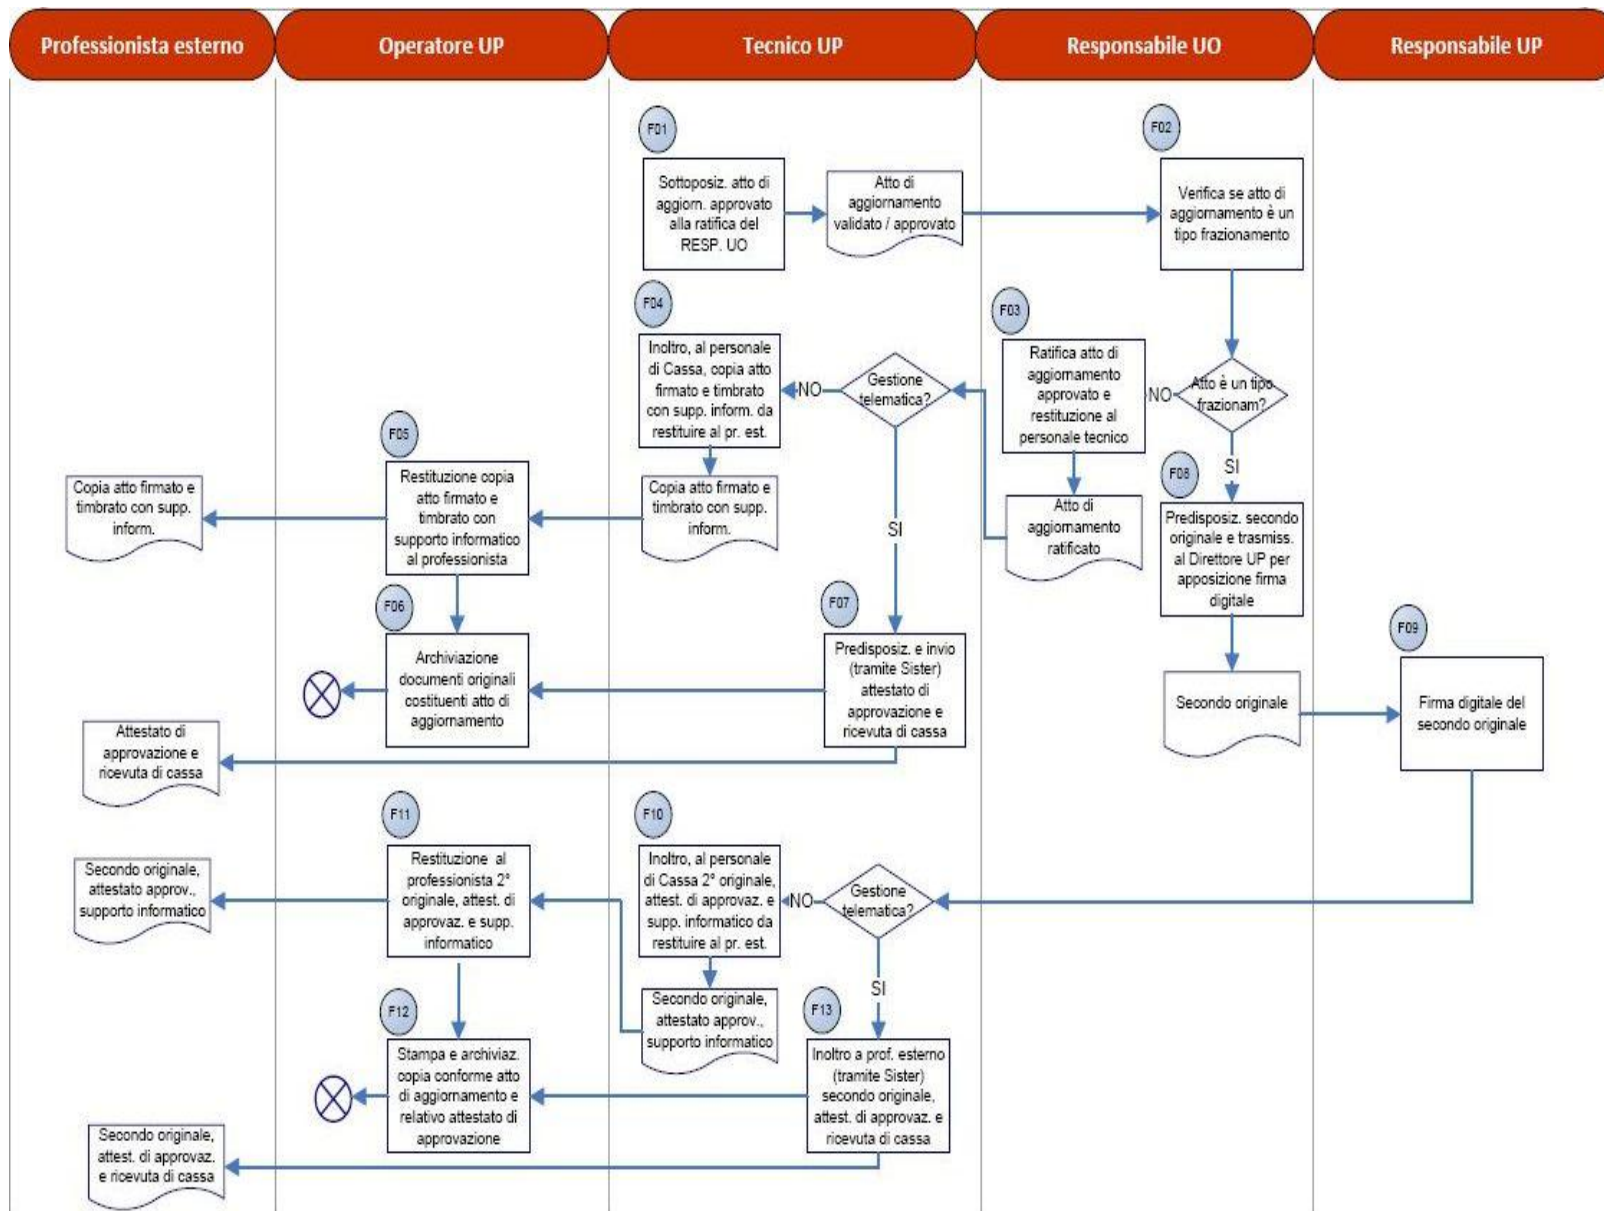 Professionista esterno
Operatore UP
Tecnico UP
Responsabile UO
Responsabile UP
F01
Sottoposiz. atto di
aggiorn. approvato
alla ratifica del
RESP. UO
Atto di
aggiornamento
validato / approvato
F02
Verifica se atto di
aggiornamento è un
tipo frazionamento
Atto è un tipo
frazionam?
NO
SI
F03
Ratifica atto di
aggiornamento
approvato e
restituzione al
personale tecnico
Atto di
aggiornamento
ratificato
Gestione
telematica?
NO
SI
F04
Inoltro, al personale
di Cassa, copia atto
firmato e timbrato
con supp. inform. da
restituire al pr. est.
Copia atto firmato e
timbrato con supp.
inform.
F05
Restituzione copia
atto firmato e
timbrato con
supporto informatico
al professionista
Copia atto firmato e
timbrato con supp.
inform.
F06
Archiviazione
documenti originali
costituenti atto di
aggiornamento
F07
Predisposiz. e invio
(tramite Sister)
attestato di
approvazione e
ricevuta di cassa
Attestato di
approvazione e
ricevuta di cassa
F08
Predisposiz. secondo
originale e trasmiss.
al Direttore UP per
apposizione firma
digitale
Secondo originale
F09
Firma digitale del
secondo originale
Gestione
telematica?
NO
SI
F10
Inoltro, al personale
di Cassa 2° originale,
attest. di approvaz. e
supp. informatico da
restituire al pr. est.
Secondo originale,
attestato approv.,
supporto informatico
F11
Restituzione al
professionista 2°
originale, attest. di
approvaz. e supp.
informatico
Secondo originale,
attestato approv.,
supporto informatico
F12
Stampa e archiviaz.
copia conforme atto
di aggiornamento e
relativo attestato di
approvazione
F13
Inoltro a prof. esterno
(tramite Sister)
secondo originale,
attest. di approvaz. e
ricevuta di cassa
Secondo originale,
attest. di approvaz.
e ricevuta di cassa